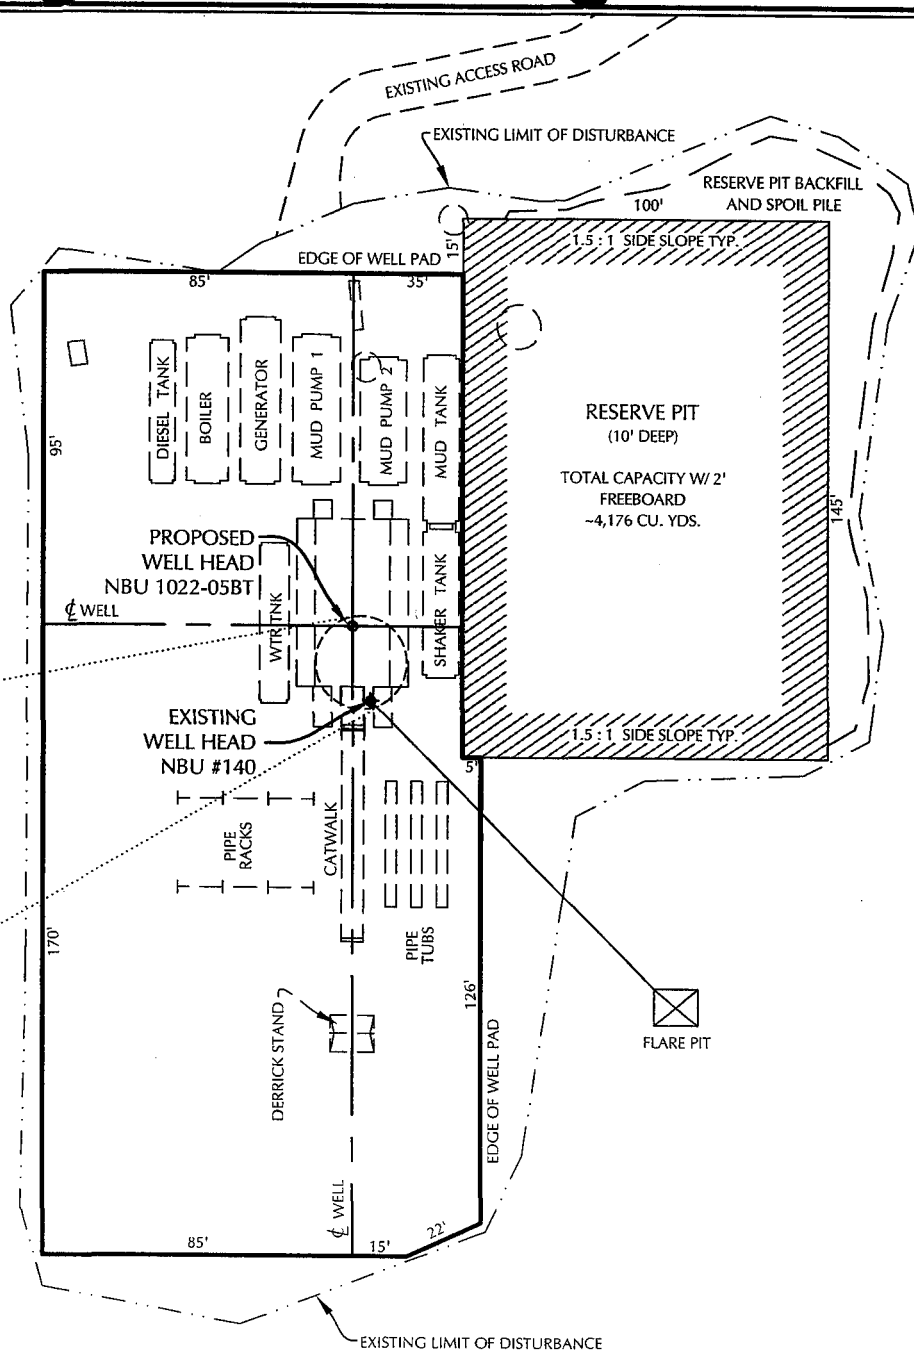 EXISTING ACCESS ROAD
EXISTING LIMIT OF DISTURBANCE
RESERVE PIT BACKFILL
AND SPOIL PILE
100'
15'
1.5 : 1 SIDE SLOPE TYP.
EDGE OF WELL PAD
85'
35'
DIESEL TANK
BOILER
GENERATOR
MUD PUMP 1
MUD PUMP 2
MUD TANK
RESERVE PIT
(10' DEEP)
TOTAL CAPACITY W/ 2'
FREEBOARD
~4,176 CU. YDS.
95'
145'
PROPOSED
WELL HEAD
NBU 1022-05BT
℄ WELL
WTR TNK
SHAKER TANK
EXISTING
WELL HEAD
NBU #140
1.5 : 1 SIDE SLOPE TYP.
5'
PIPE
RACKS
CATWALK
PIPE
TUBS
170'
126'
DERRICK STAND
FLARE PIT
EDGE OF WELL PAD
℄ WELL
85'
15'
22'
EXISTING LIMIT OF DISTURBANCE